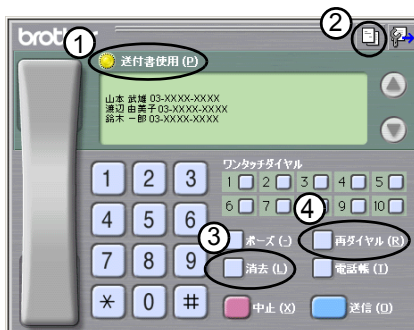 brother
②
①
送付書使用 (P)
山本 武雄 03-XXXX-XXXX
渡辺 由美子 03-XXXX-XXXX
鈴木 一郎 03-XXXX-XXXX
ワンタッチダイヤル
1 2 3 4 5
6 7 9 10
1 2 3
4 5 6
7 8 9
* 0 #
④
ポーズ (-) 再ダイヤル (R)
③
消去 (L) 電話帳 (T)
中止 (X) 送信 (O)